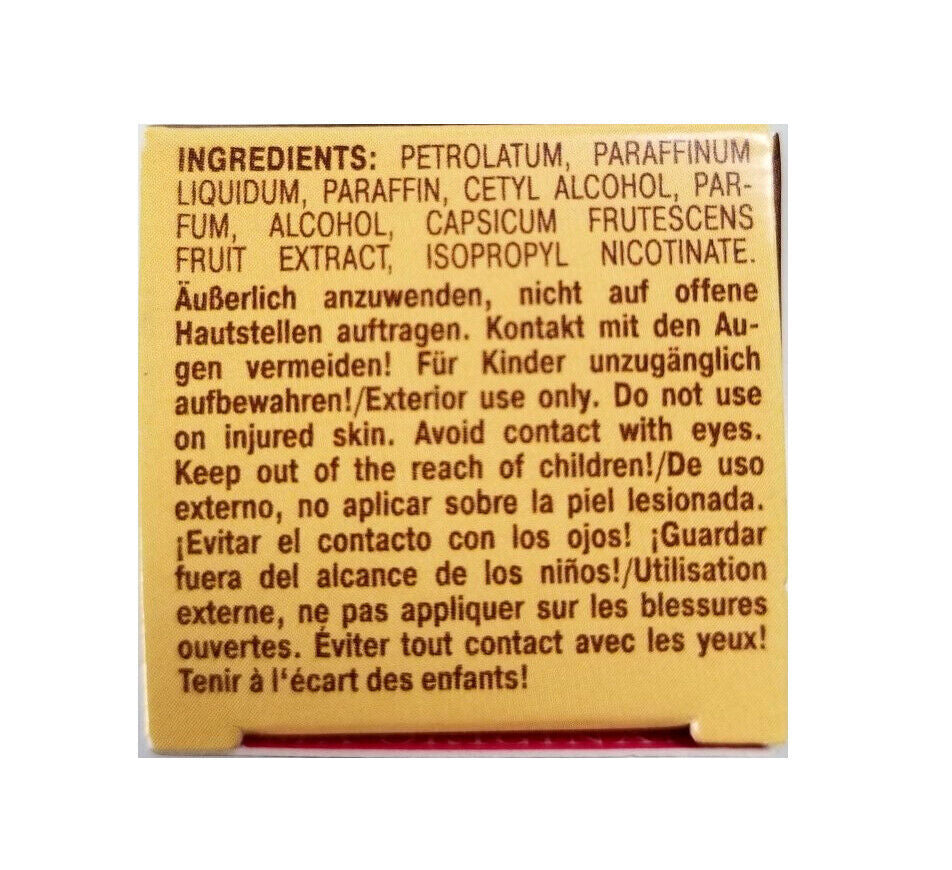 INGREDIENTS: PETROLATUM, PARAFFINUM
LIQUIDUM, PARAFFIN, CETYL ALCOHOL, PAR-
FUM, ALCOHOL, CAPSICUM FRUTESCENS
FRUIT EXTRACT, ISOPROPYL NICOTINATE.
Äußerlich anzuwenden, nicht auf offene
Hautstellen auftragen. Kontakt mit den Au-
gen vermeiden! Für Kinder unzugänglich
aufbewahren!/Exterior use only. Do not use
on injured skin. Avoid contact with eyes.
Keep out of the reach of children!/De uso
externo, no aplicar sobre la piel lesionada.
¡Evitar el contacto con los ojos! ¡Guardar
fuera del alcance de los niños!/Utilisation
externe, ne pas appliquer sur les blessures
ouvertes. Éviter tout contact avec les yeux!
Tenir à l‘écart des enfants!